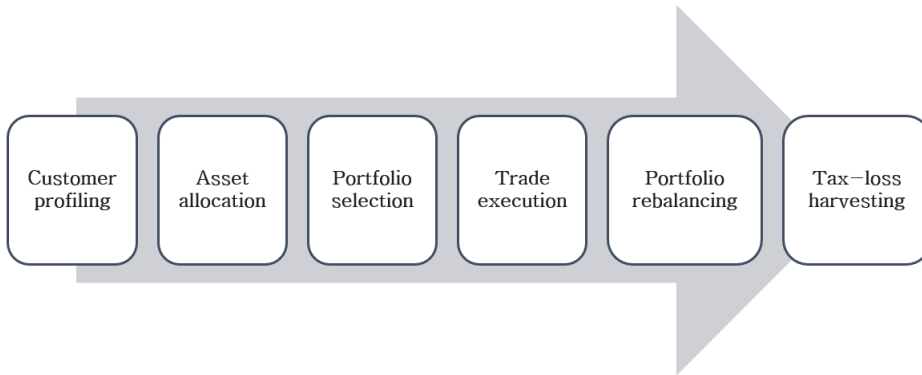 Customer
profiling
Asset
allocation
Portfolio
selection
Trade
execution
Portfolio
rebalancing
Tax-loss
harvesting